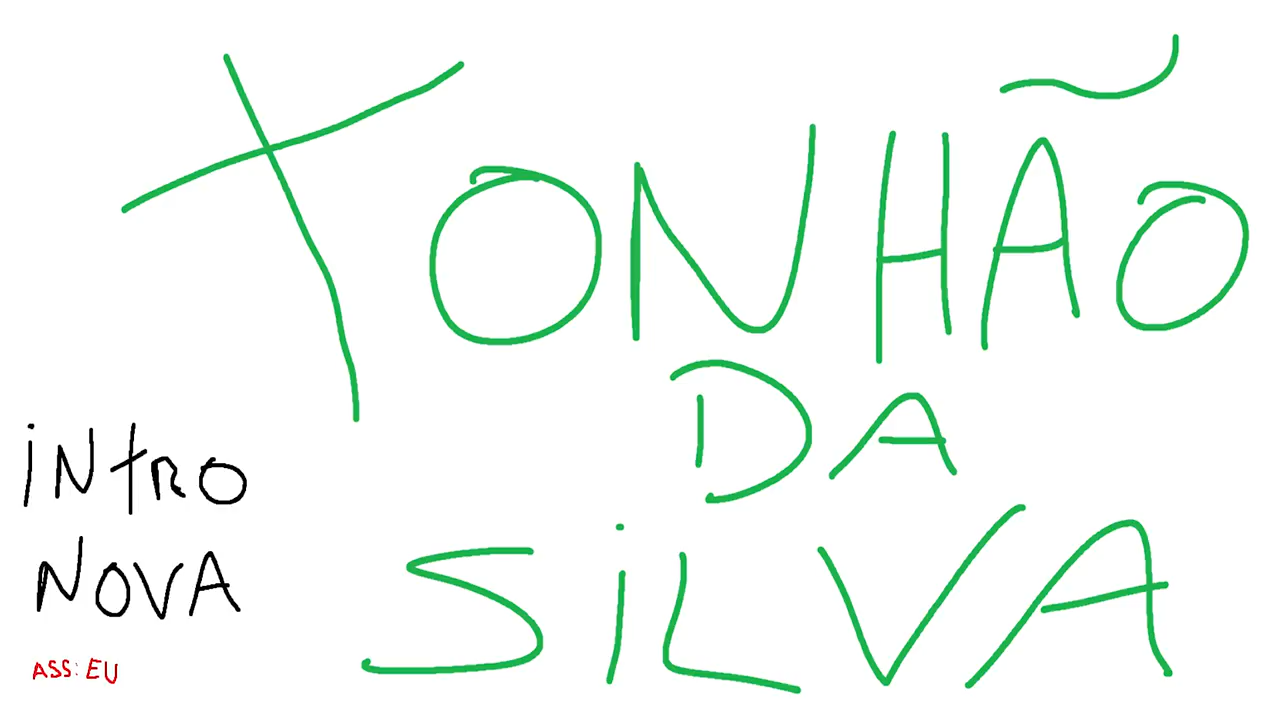 TONHÃO
DA
SiLVA
iNtRO
NOVA
ASS: EU